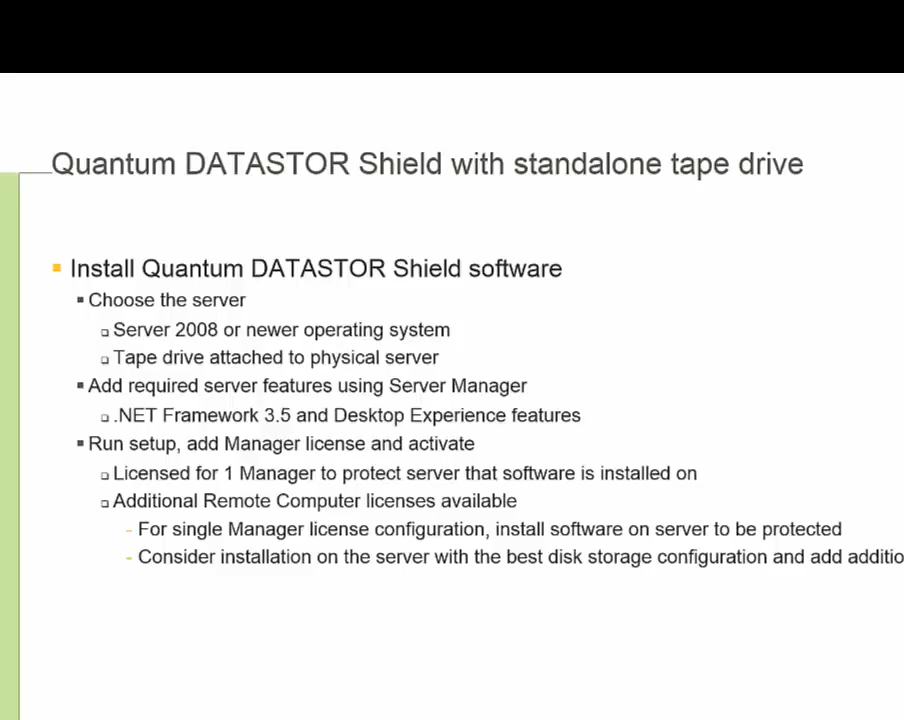 Quantum DATASTOR Shield with standalone tape drive
Install Quantum DATASTOR Shield software
Choose the server
Server 2008 or newer operating system
Tape drive attached to physical server
Add required server features using Server Manager
.NET Framework 3.5 and Desktop Experience features
Run setup, add Manager license and activate
Licensed for 1 Manager to protect server that software is installed on
Additional Remote Computer licenses available
- For single Manager license configuration, install software on server to be protected
- Consider installation on the server with the best disk storage configuration and add additio